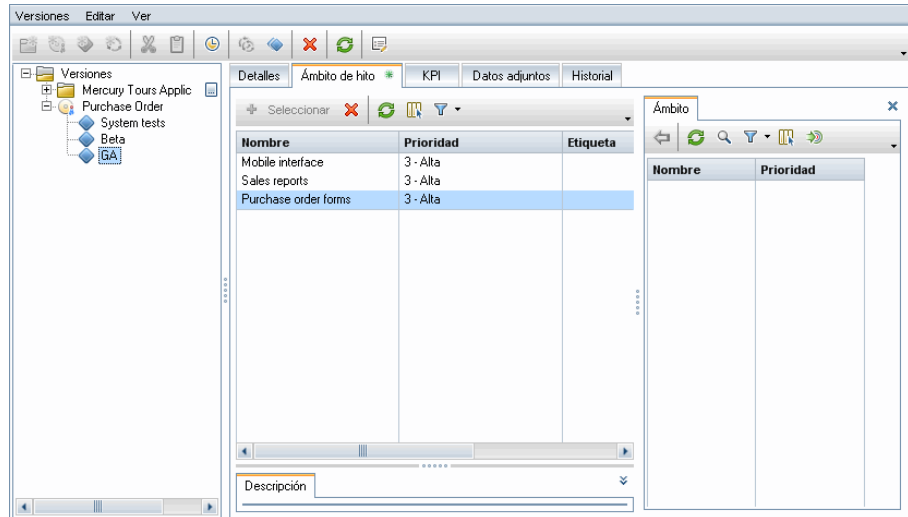 Versiones Editar Ver
Versiones
Mercury Tours Applic
Purchase Order
System tests
Beta
GA
Detalles Ámbito de hito KPI Datos adjuntos Historial
Seleccionar
Nombre Prioridad Etiqueta
Mobile interface 3 - Alta
Sales reports 3 - Alta
Purchase order forms 3 - Alta
Descripción
Ámbito
Nombre Prioridad